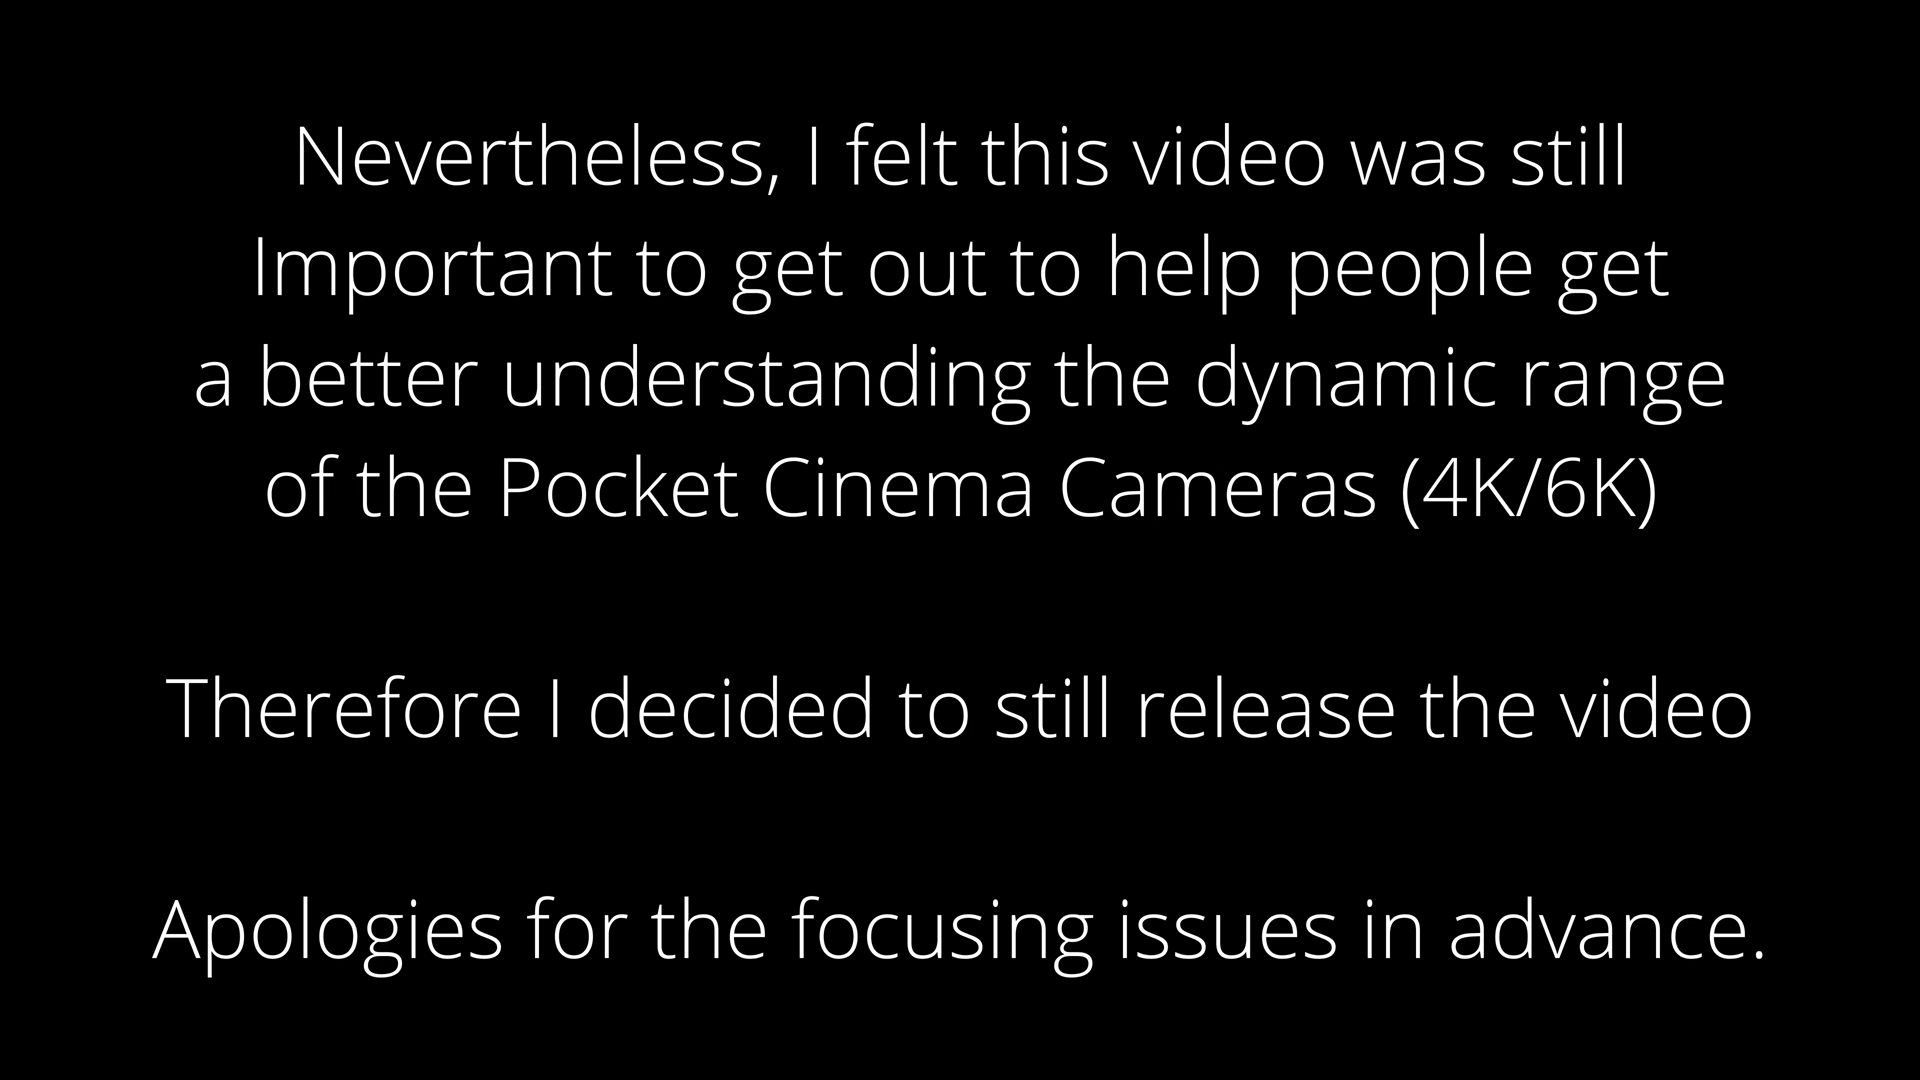 Nevertheless, I felt this video was still
Important to get out to help people get
a better understanding the dynamic range
of the Pocket Cinema Cameras (4K/6K)
Therefore I decided to still release the video
Apologies for the focusing issues in advance.